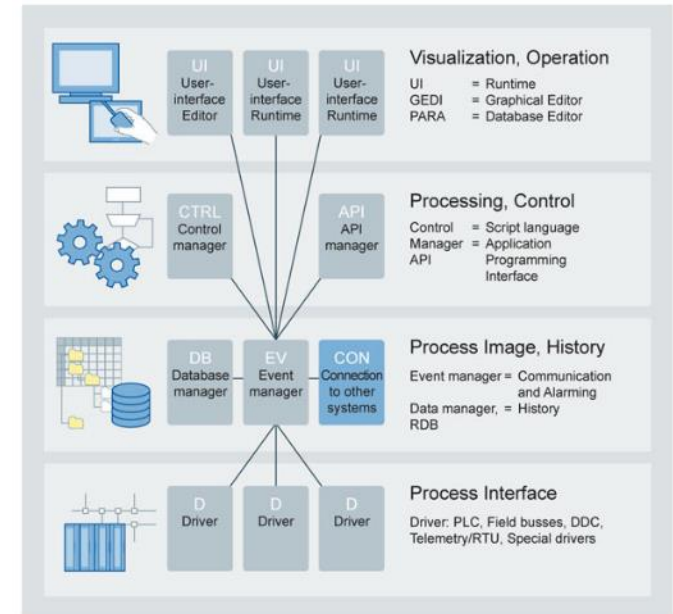 UI
User-
interface
Editor
UI
User-
interface
Runtime
UI
User-
interface
Runtime
Visualization, Operation
UI = Runtime
GEDI = Graphical Editor
PARA = Database Editor
CTRL
Control
manager
API
API
manager
Processing, Control
Control = Script language
Manager = Application
API Programming
Interface
DB
Database
manager
EV
Event
manager
CON
Connection
to other
systems
Process Image, History
Event manager = Communication
and Alarming
Data manager, = History
RDB
D
Driver
D
Driver
D
Driver
Process Interface
Driver: PLC, Field busses, DDC,
Telemetry/RTU, Special drivers